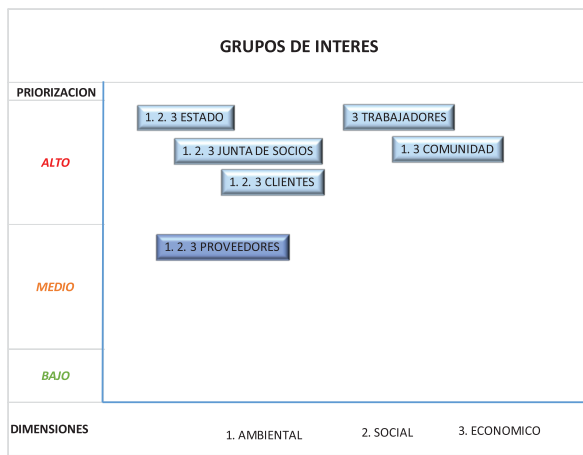 GRUPOS DE INTERES
PRIORIZACION
1. 2. 3 ESTADO
3 TRABAJADORES
1. 2. 3 JUNTA DE SOCIOS
1. 3 COMUNIDAD
ALTO
1. 2. 3 CLIENTES
1. 2. 3 PROVEEDORES
MEDIO
BAJO
DIMENSIONES
1. AMBIENTAL
2. SOCIAL
3. ECONOMICO